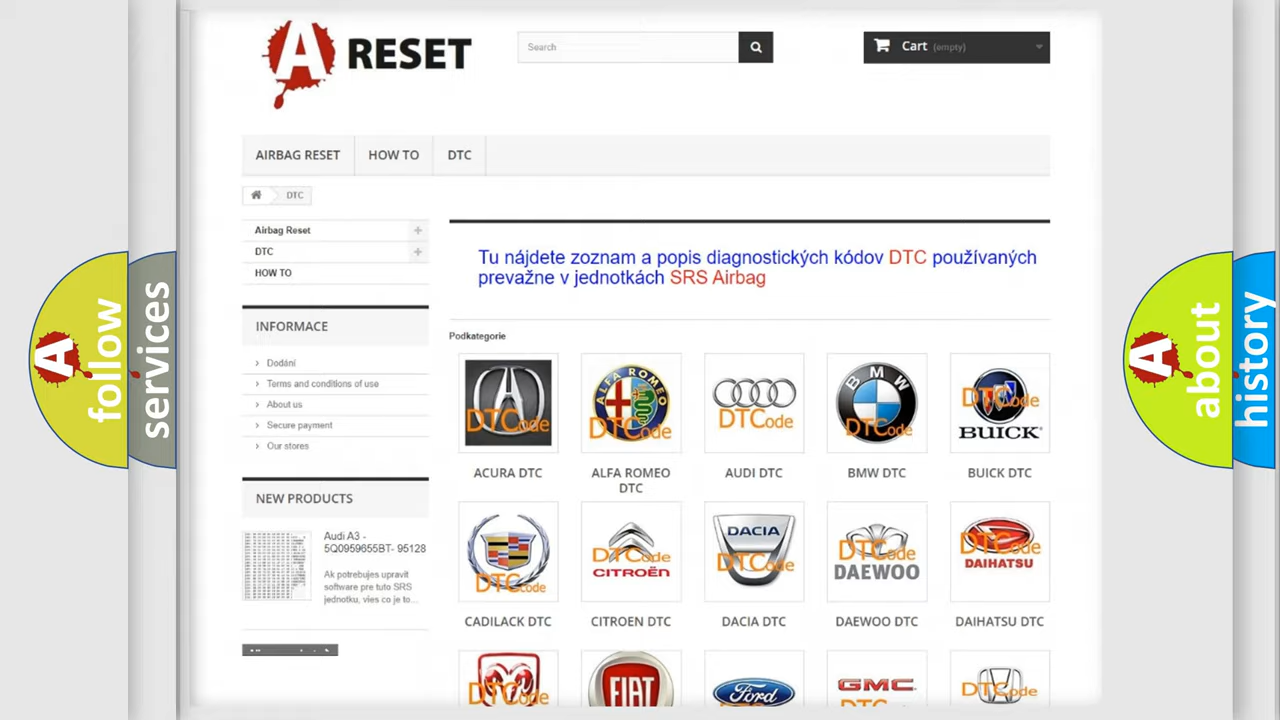 A RESET
Search
Cart (empty)
AIRBAG RESET
HOW TO
DTC
DTC
Airbag Reset
DTC
HOW TO
INFORMACE
Dodání
Terms and conditions of use
About us
Secure payment
Our stores
NEW PRODUCTS
Audi A3 -
5Q0959655BT- 95128
Ak potrebujes upravit
software pre tuto SRS
jednotku, vies co je to...
Tu nájdete zoznam a popis diagnostických kódov DTC používaných
prevažne v jednotkách SRS Airbag
Podkategorie
DTCode
ALFA ROMEO
DTCode
DTCode
BMW
DTCode
DTCode
BUICK
ACURA DTC
ALFA ROMEO
DTC
AUDI DTC
BMW DTC
BUICK DTC
DTCode
DTCode
CITROËN
DACIA
DTCode
DTCode
DAEWOO
DTCode
DAIHATSU
CADILACK DTC
CITROEN DTC
DACIA DTC
DAEWOO DTC
DAIHATSU DTC
DTCode
FIAT
Ford
GMC
DTCode
A follow
services
A about
history